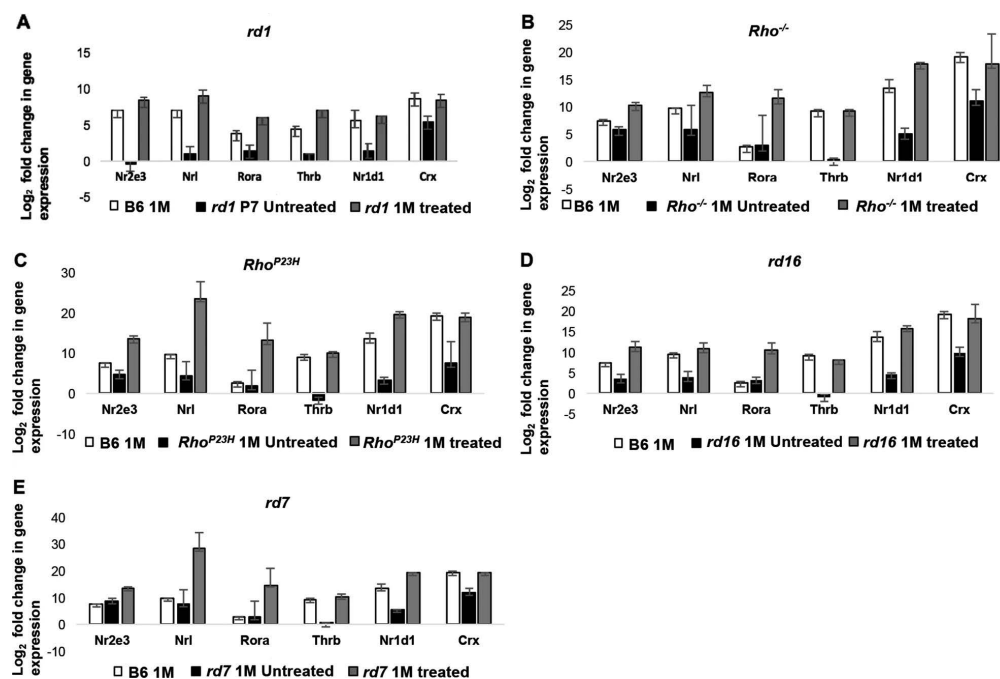 A
rd1
Log₂ fold change in gene
expression
15
10
5
0
-5
Nr2e3 Nrl Rora Thrb Nr1d1 Crx
B6 1M rd1 P7 Untreated rd1 1M treated
B
Rho-/-
Log₂ fold change in gene
expression
25
20
15
10
5
0
-5
Nr2e3 Nrl Rora Thrb Nr1d1 Crx
B6 1M Rho-/- 1M Untreated Rho-/- 1M treated
C
RhoP23H
Log₂ fold change in gene
expression
30
20
10
0
-10
Nr2e3 Nrl Rora Thrb Nr1d1 Crx
B6 1M RhoP23H 1M Untreated RhoP23H 1M treated
D
rd16
Log₂ fold change in gene
expression
25
20
15
10
5
0
-5
Nr2e3 Nrl Rora Thrb Nr1d1 Crx
B6 1M rd16 1M Untreated rd16 1M treated
E
rd7
Log₂ fold change in gene
expression
40
30
20
10
0
-10
Nr2e3 Nrl Rora Thrb Nr1d1 Crx
B6 1M rd7 1M Untreated rd7 1M treated